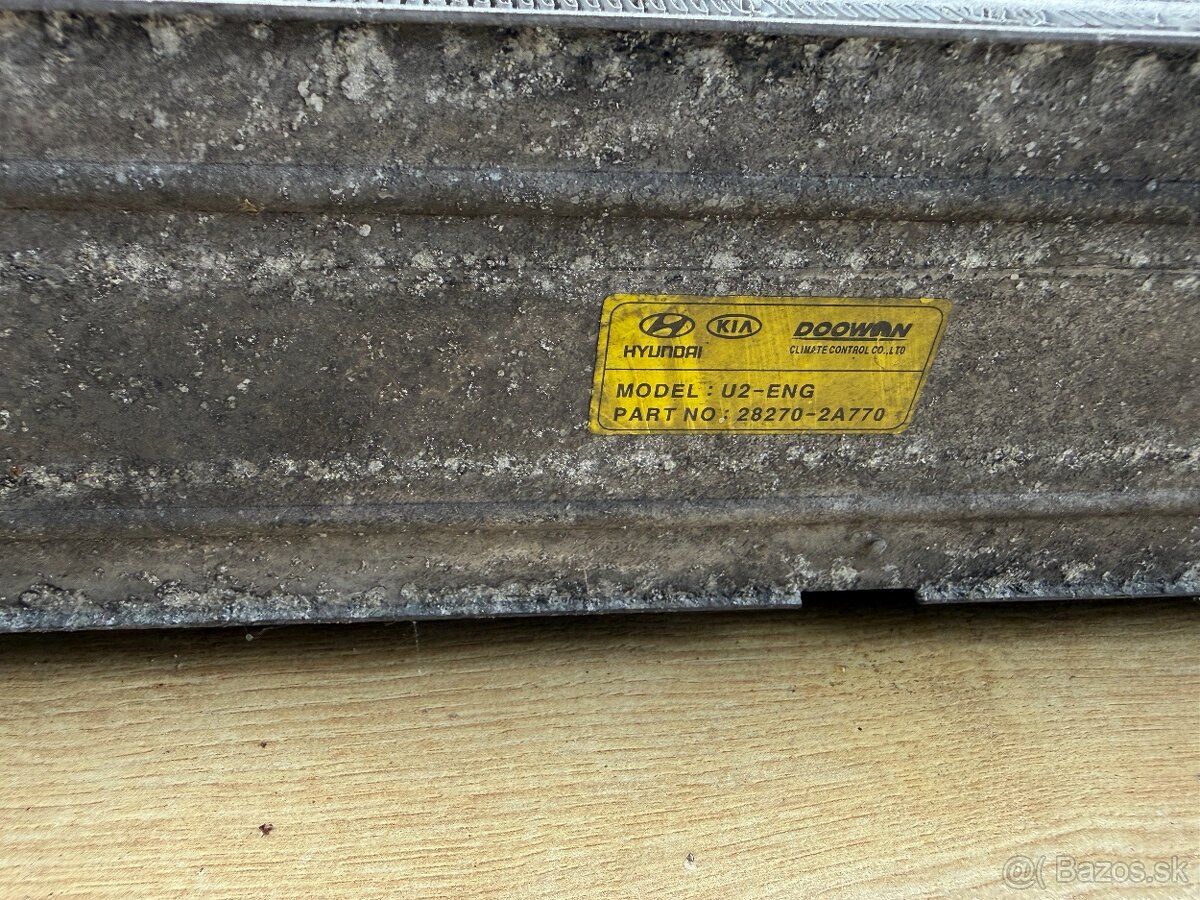 HYUNDAI
KIA
DOOWON
CLIMATE CONTROL CO.,LTD
MODEL : U2-ENG
PART NO : 28270-2A770
@( Bazos.sk